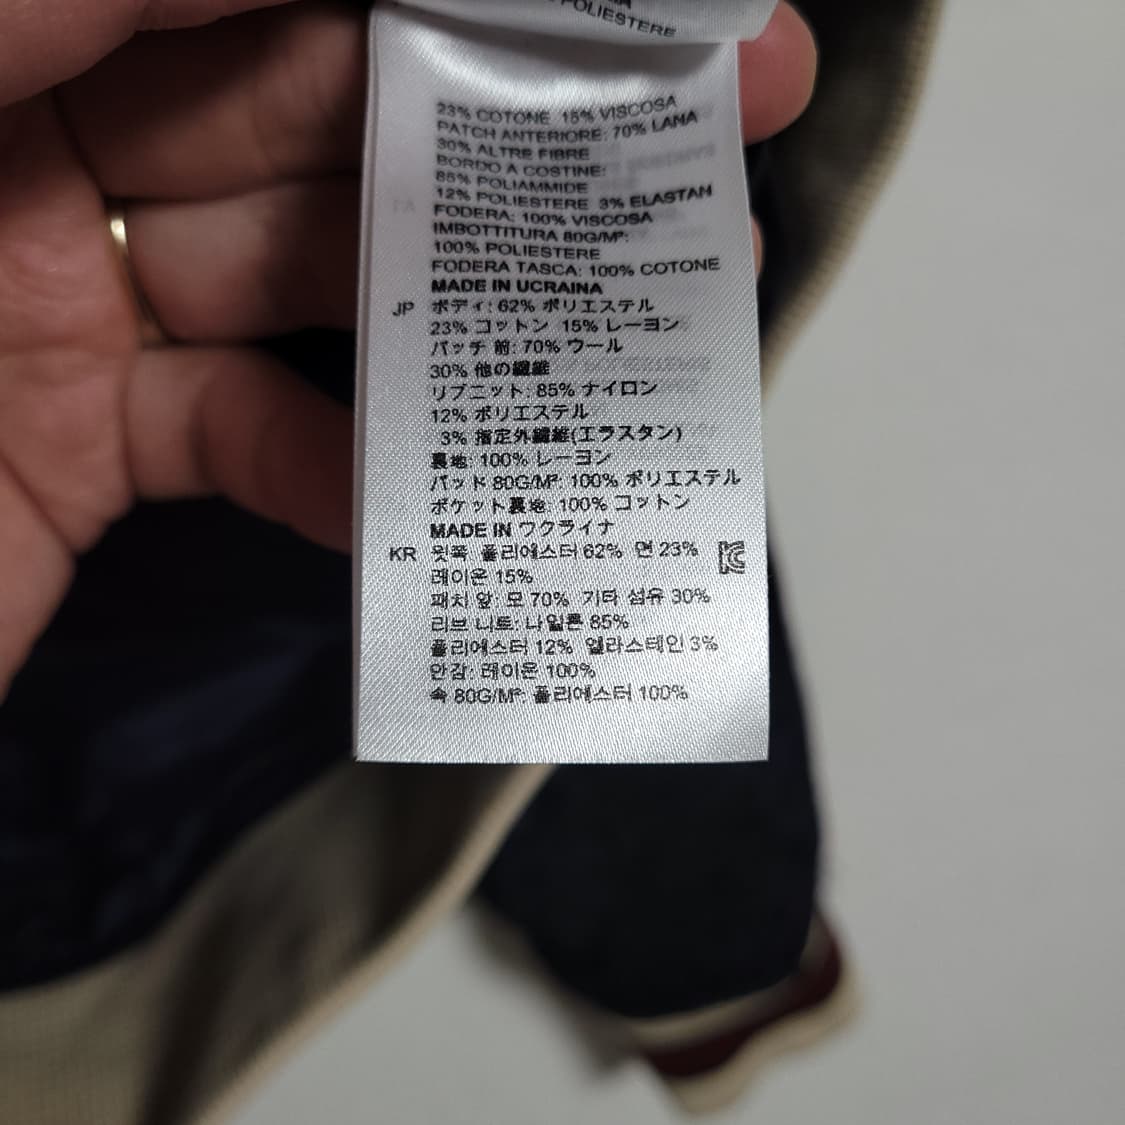 POLIESTERE
23% COTONE 15% VISCOSA
PATCH ANTERIORE: 70% LANA
30% ALTRE FIBRE
BORDO A COSTINE:
85% POLIAMMIDE
12% POLIESTERE 3% ELASTAN
FODERA: 100% VISCOSA
IMBOTTITURA 80G/M²:
100% POLIESTERE
FODERA TASCA: 100% COTONE
MADE IN UCRAINA
JP ボディ: 62% ポリエステル
23% コットン 15% レーヨン
パッチ 前: 70% ウール
30% 他の繊維
リブニット: 85% ナイロン
12% ポリエステル
3% 指定外繊維(エラスタン)
裏地: 100% レーヨン
パッド 80G/M²: 100% ポリエステル
ポケット裏地: 100% コットン
MADE IN ワクライナ
KR 윗쪽 폴리에스터 62% 면 23%
레이온 15%
패치 앞: 모 70% 기타 섬유 30%
리브 니트: 나일론 85%
폴리에스터 12% 엘라스테인 3%
안감: 레이온 100%
속 80G/M²: 폴리에스터 100%